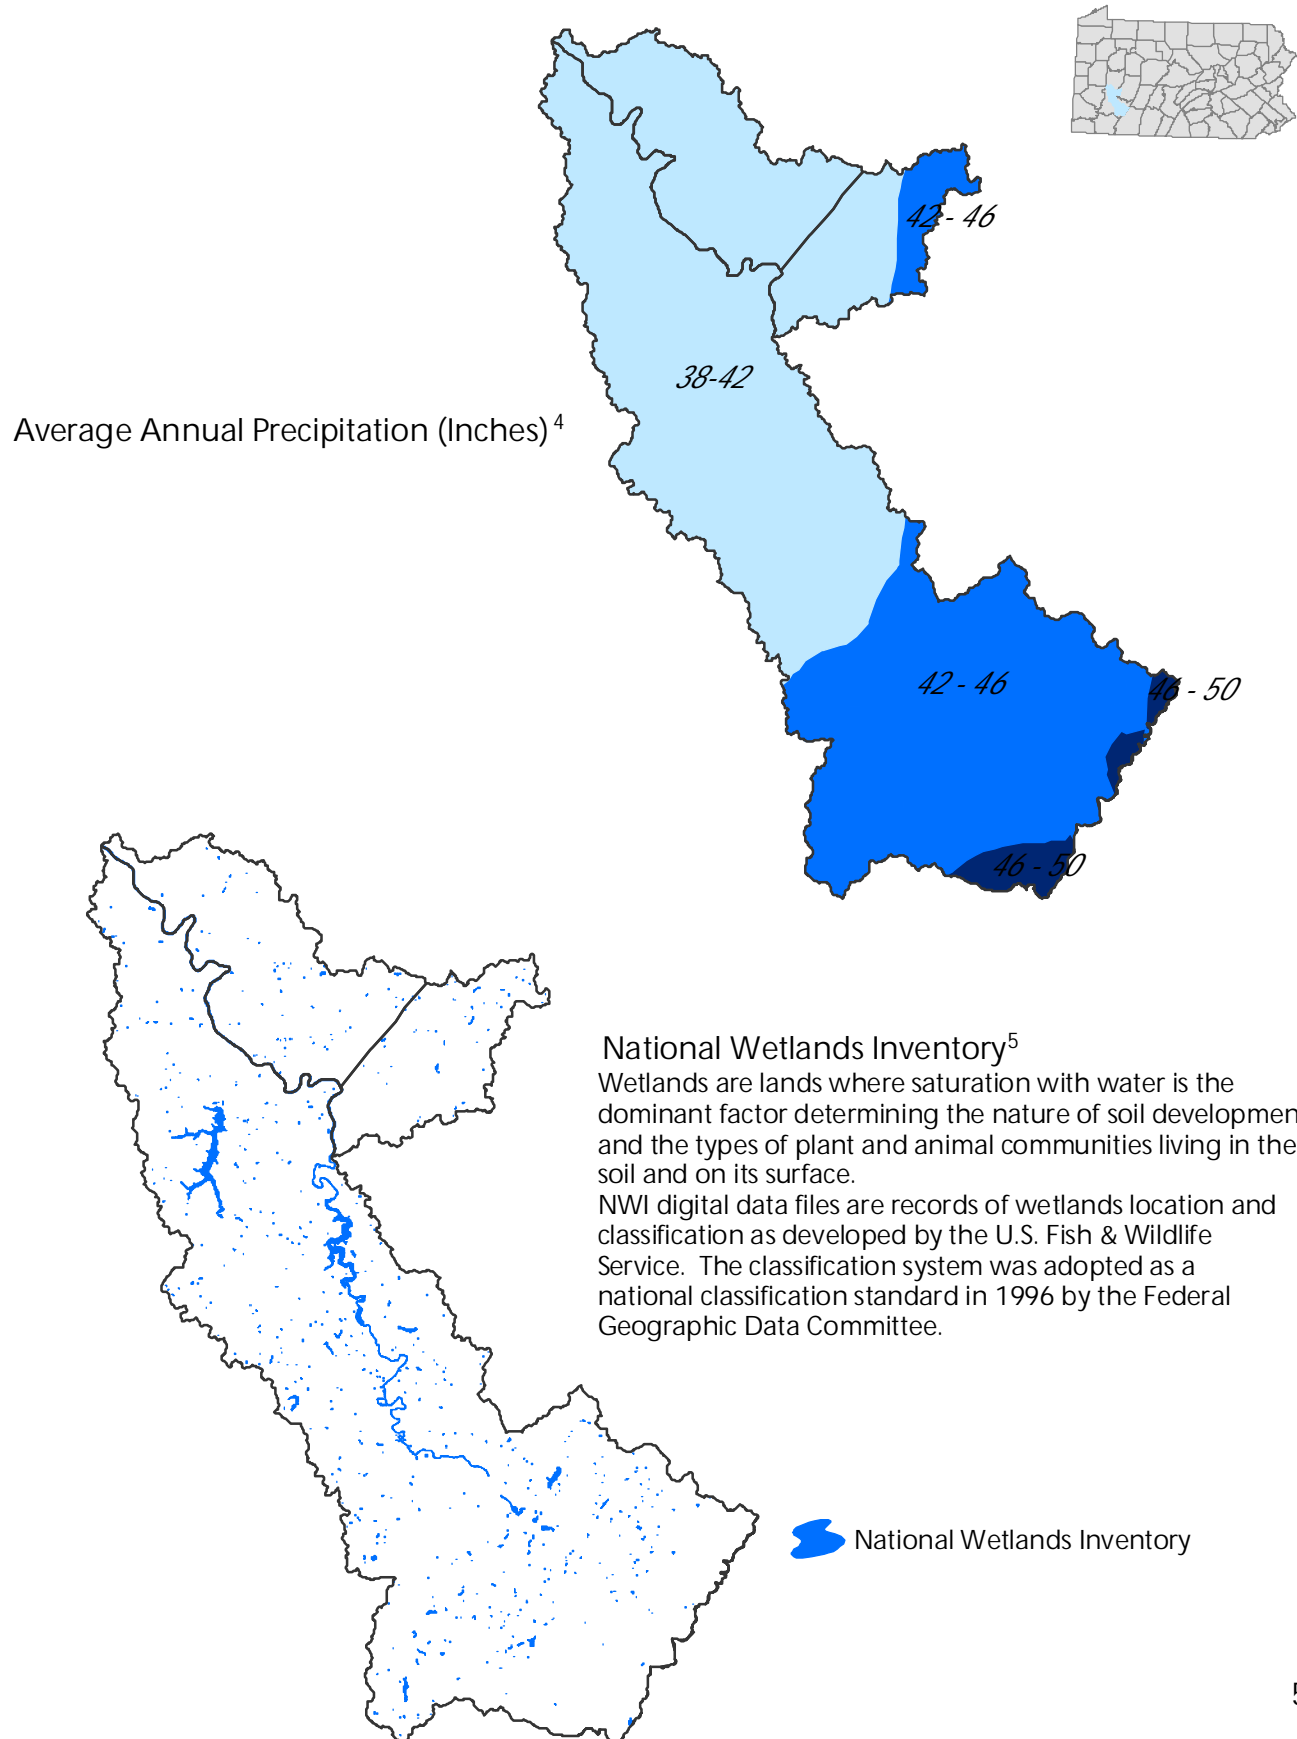 42 - 46
38-42
Average Annual Precipitation (Inches) 4
42 - 46
46 - 50
46 - 50
National Wetlands Inventory5
Wetlands are lands where saturation with water is the
dominant factor determining the nature of soil developmen
and the types of plant and animal communities living in the
soil and on its surface.
NWI digital data files are records of wetlands location and
classification as developed by the U.S. Fish & Wildlife
Service. The classification system was adopted as a
national classification standard in 1996 by the Federal
Geographic Data Committee.
National Wetlands Inventory
5